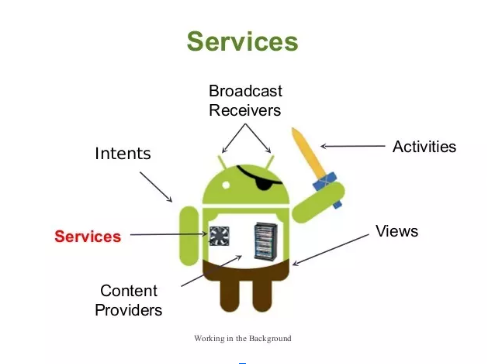 Services
Broadcast
Receivers
Intents
Activities
Services
Views
Content
Providers
Working in the Background